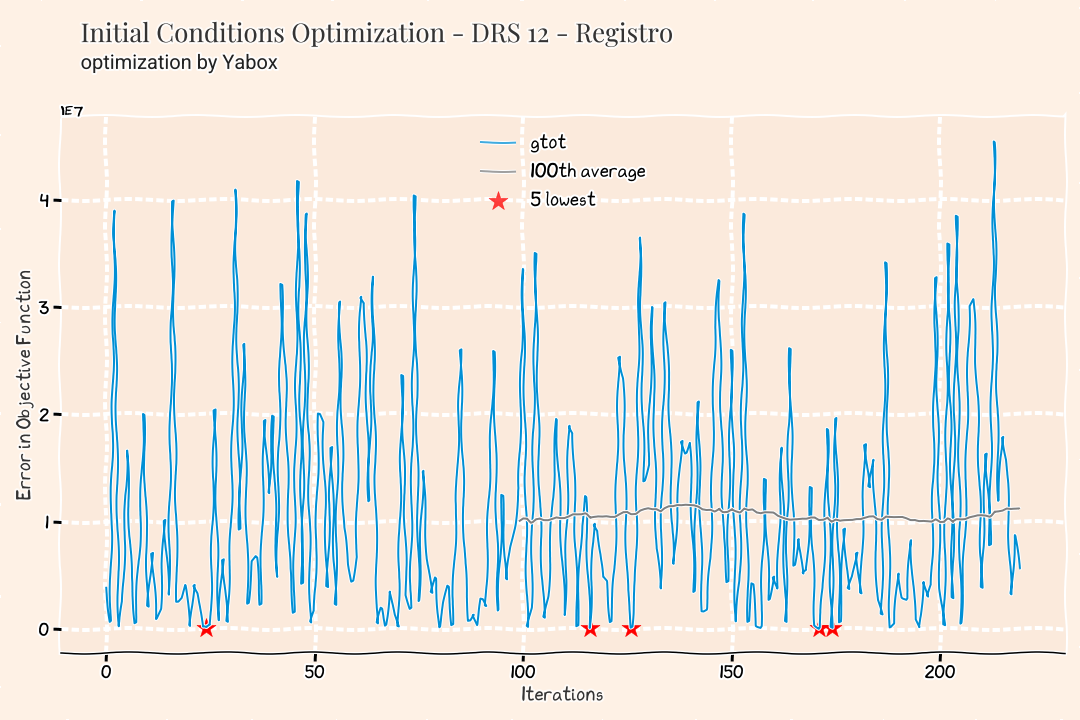 Initial Conditions Optimization - DRS 12 - Registro
optimization by Yabox
1E7
gtot
100th average
5 lowest
Error in Objective Function
4
3
2
1
0
0 50 100 150 200
Iterations